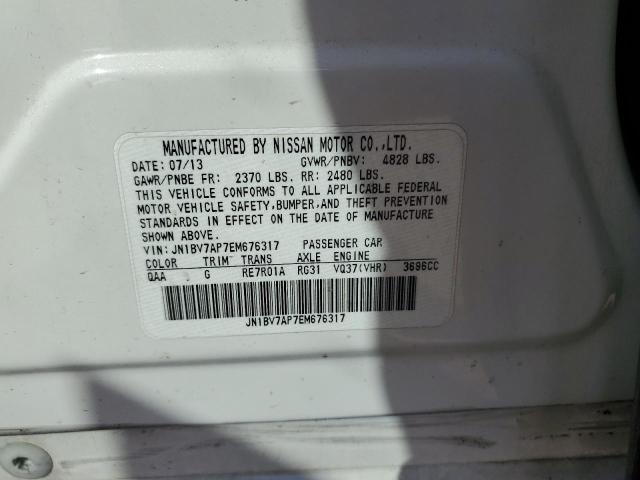 MANUFACTURED BY NISSAN MOTOR CO.,LTD.
DATE: 07/13 GVWR/PNBV: 4828 LBS.
GAWR/PNBE FR: 2370 LBS. RR: 2480 LBS.
THIS VEHICLE CONFORMS TO ALL APPLICABLE FEDERAL
MOTOR VEHICLE SAFETY,BUMPER,AND THEFT PREVENTION
STANDARDS IN EFFECT ON THE DATE OF MANUFACTURE
SHOWN ABOVE.
VIN:JN1BV7AP7EM676317 PASSENGER CAR
COLOR TRIM TRANS AXLE ENGINE
QAA G RE7R01A RG31 VQ37(VHR) 3696CC
JN1BV7AP7EM676317